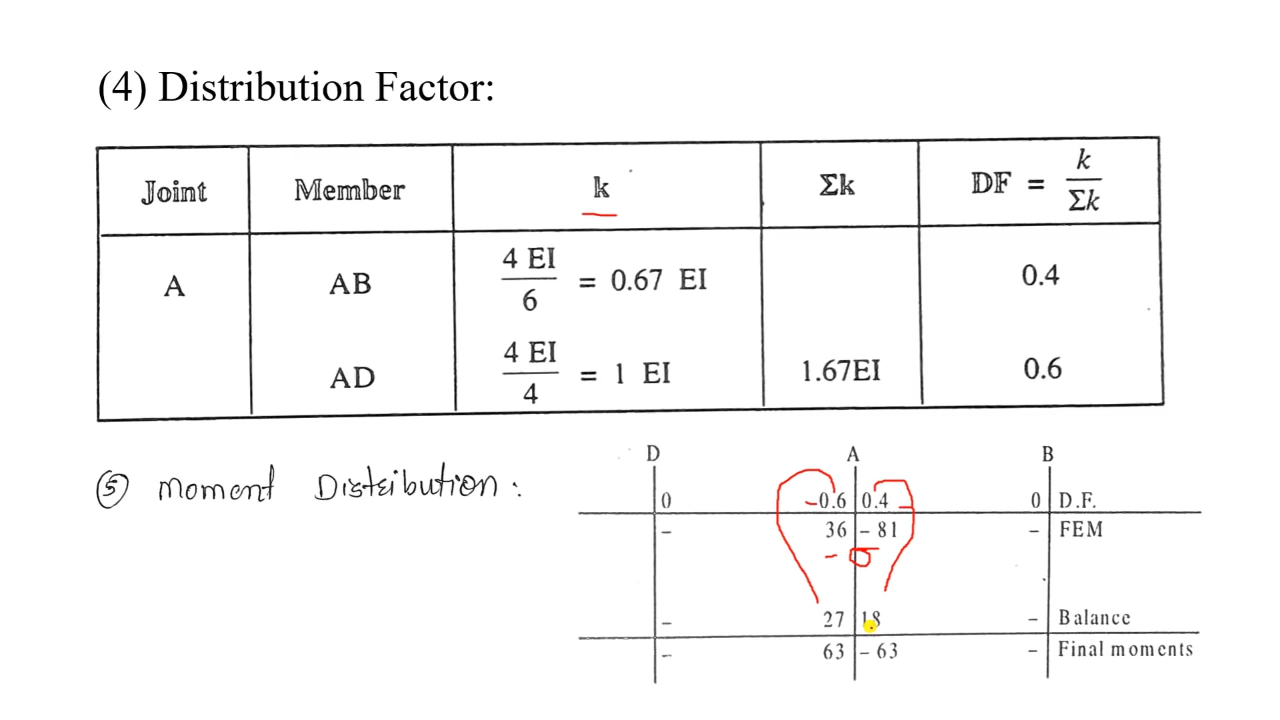 (4) Distribution Factor:
Joint Member k Σk DF = k/Σk
A AB 4 EI/6 = 0.67 EI 0.4
AD 4 EI/4 = 1 EI 1.67EI 0.6
⑤ Moment Distribution :
D A B
0 -0.6 0.4 0 D.F.
– 36 – 81 – FEM
– 27 18 – Balance
– 63 – 63 – Final moments